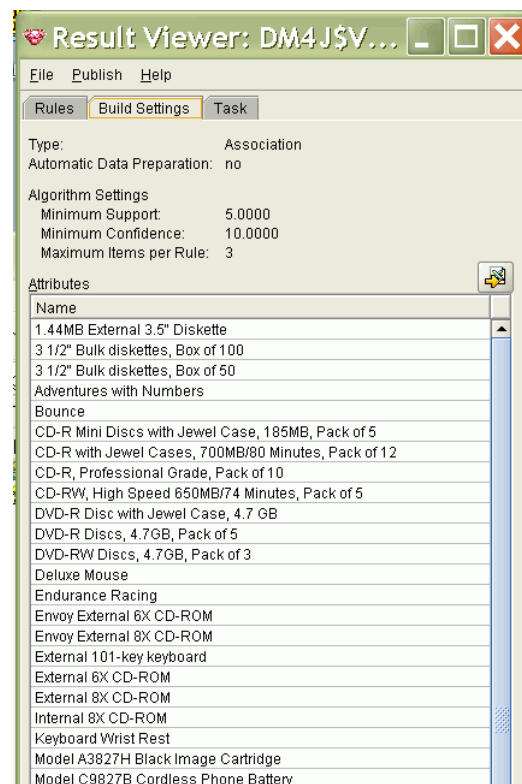 Result Viewer: DM4J$V...
File Publish Help
Rules Build Settings Task
Type: Association
Automatic Data Preparation: no
Algorithm Settings
Minimum Support: 5.0000
Minimum Confidence: 10.0000
Maximum Items per Rule: 3
Attributes
Name
1.44MB External 3.5" Diskette
3 1/2" Bulk diskettes, Box of 100
3 1/2" Bulk diskettes, Box of 50
Adventures with Numbers
Bounce
CD-R Mini Discs with Jewel Case, 185MB, Pack of 5
CD-R with Jewel Cases, 700MB/80 Minutes, Pack of 12
CD-R, Professional Grade, Pack of 10
CD-RW, High Speed 650MB/74 Minutes, Pack of 5
DVD-R Disc with Jewel Case, 4.7 GB
DVD-R Discs, 4.7GB, Pack of 5
DVD-RW Discs, 4.7GB, Pack of 3
Deluxe Mouse
Endurance Racing
Envoy External 6X CD-ROM
Envoy External 8X CD-ROM
External 101-key keyboard
External 6X CD-ROM
External 8X CD-ROM
Internal 8X CD-ROM
Keyboard Wrist Rest
Model A3827H Black Image Cartridge
Model C9827B Cordless Phone Battery